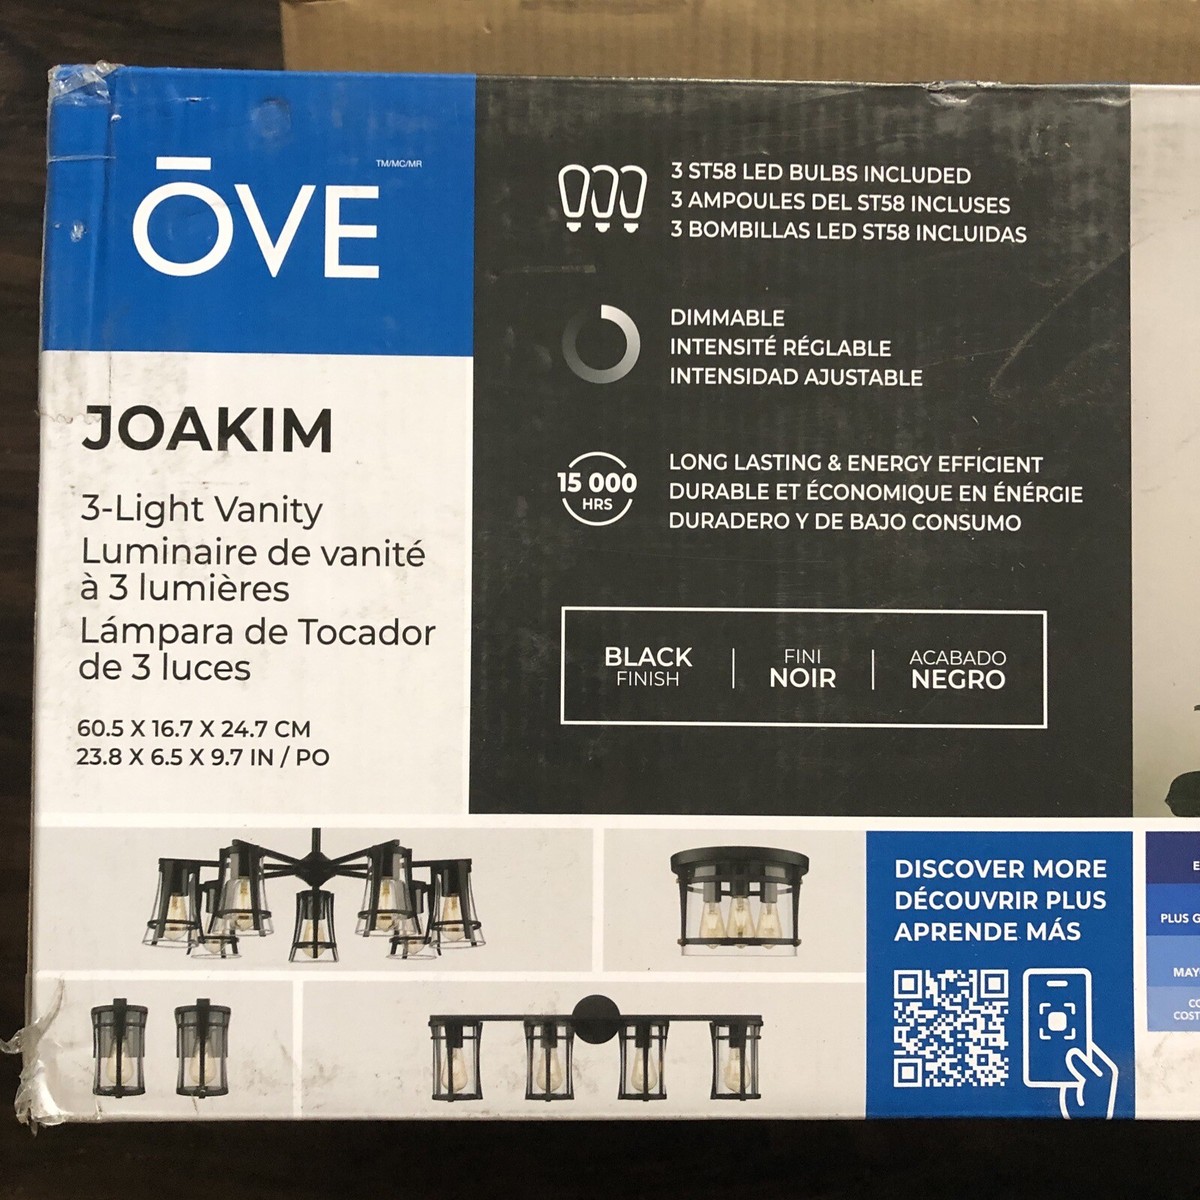 ŌVE
TM/MC/MR
JOAKIM
3-Light Vanity
Luminaire de vanité
à 3 lumières
Lámpara de Tocador
de 3 luces
60.5 X 16.7 X 24.7 CM
23.8 X 6.5 X 9.7 IN / PO
3 ST58 LED BULBS INCLUDED
3 AMPOULES DEL ST58 INCLUSES
3 BOMBILLAS LED ST58 INCLUIDAS
DIMMABLE
INTENSITÉ RÉGLABLE
INTENSIDAD AJUSTABLE
15 000
HRS
LONG LASTING & ENERGY EFFICIENT
DURABLE ET ÉCONOMIQUE EN ÉNÉRGIE
DURADERO Y DE BAJO CONSUMO
BLACK
FINISH
FINI
NOIR
ACABADO
NEGRO
DISCOVER MORE
DÉCOUVRIR PLUS
APRENDE MÁS
PLUS